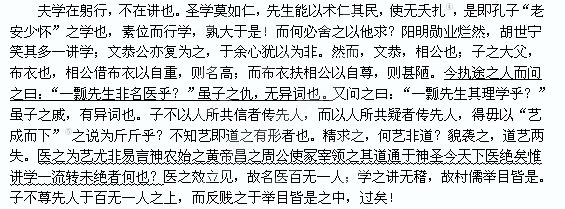 夫学在躬行，不在讲也。圣学莫如仁，先生能以术仁其民，使无夭扎①，是即孔子“老
安少怀”之学也，素位而行学，孰大于是！而何必舍之以他求？阳明勋业烂然，胡世宁
笑其多一讲学；文恭公亦复为之，于余心犹以为非。然而，文恭，相公也；子之大父，
布衣也，相公借布衣以自重，则名高；而布衣扶相公以自尊，则甚陋。今执途之人而问
之曰：“一瓢先生非名医乎？”虽子之仇，无异词也。又问之曰：“一瓢先生其理学乎？”
虽子之戚，有异词也。子不以人所共信者传先人，而以人所共疑者传先人，得毋以“艺
成而下”②之说为斤斤乎？不知艺即道之有形者也。精求之，何艺非道？貌袭之，道艺两
失。医之为艺尤非易言神农始之黄帝昌之周公使冢宰领之其道通于神圣今天下医绝矣惟
讲学一流转未绝者何也？医之效立见，故名医百无一人；学之讲无稽，故村儒举目皆是。
子不尊先人于百无一人之上，而反贱之于举目皆是之中，过矣！